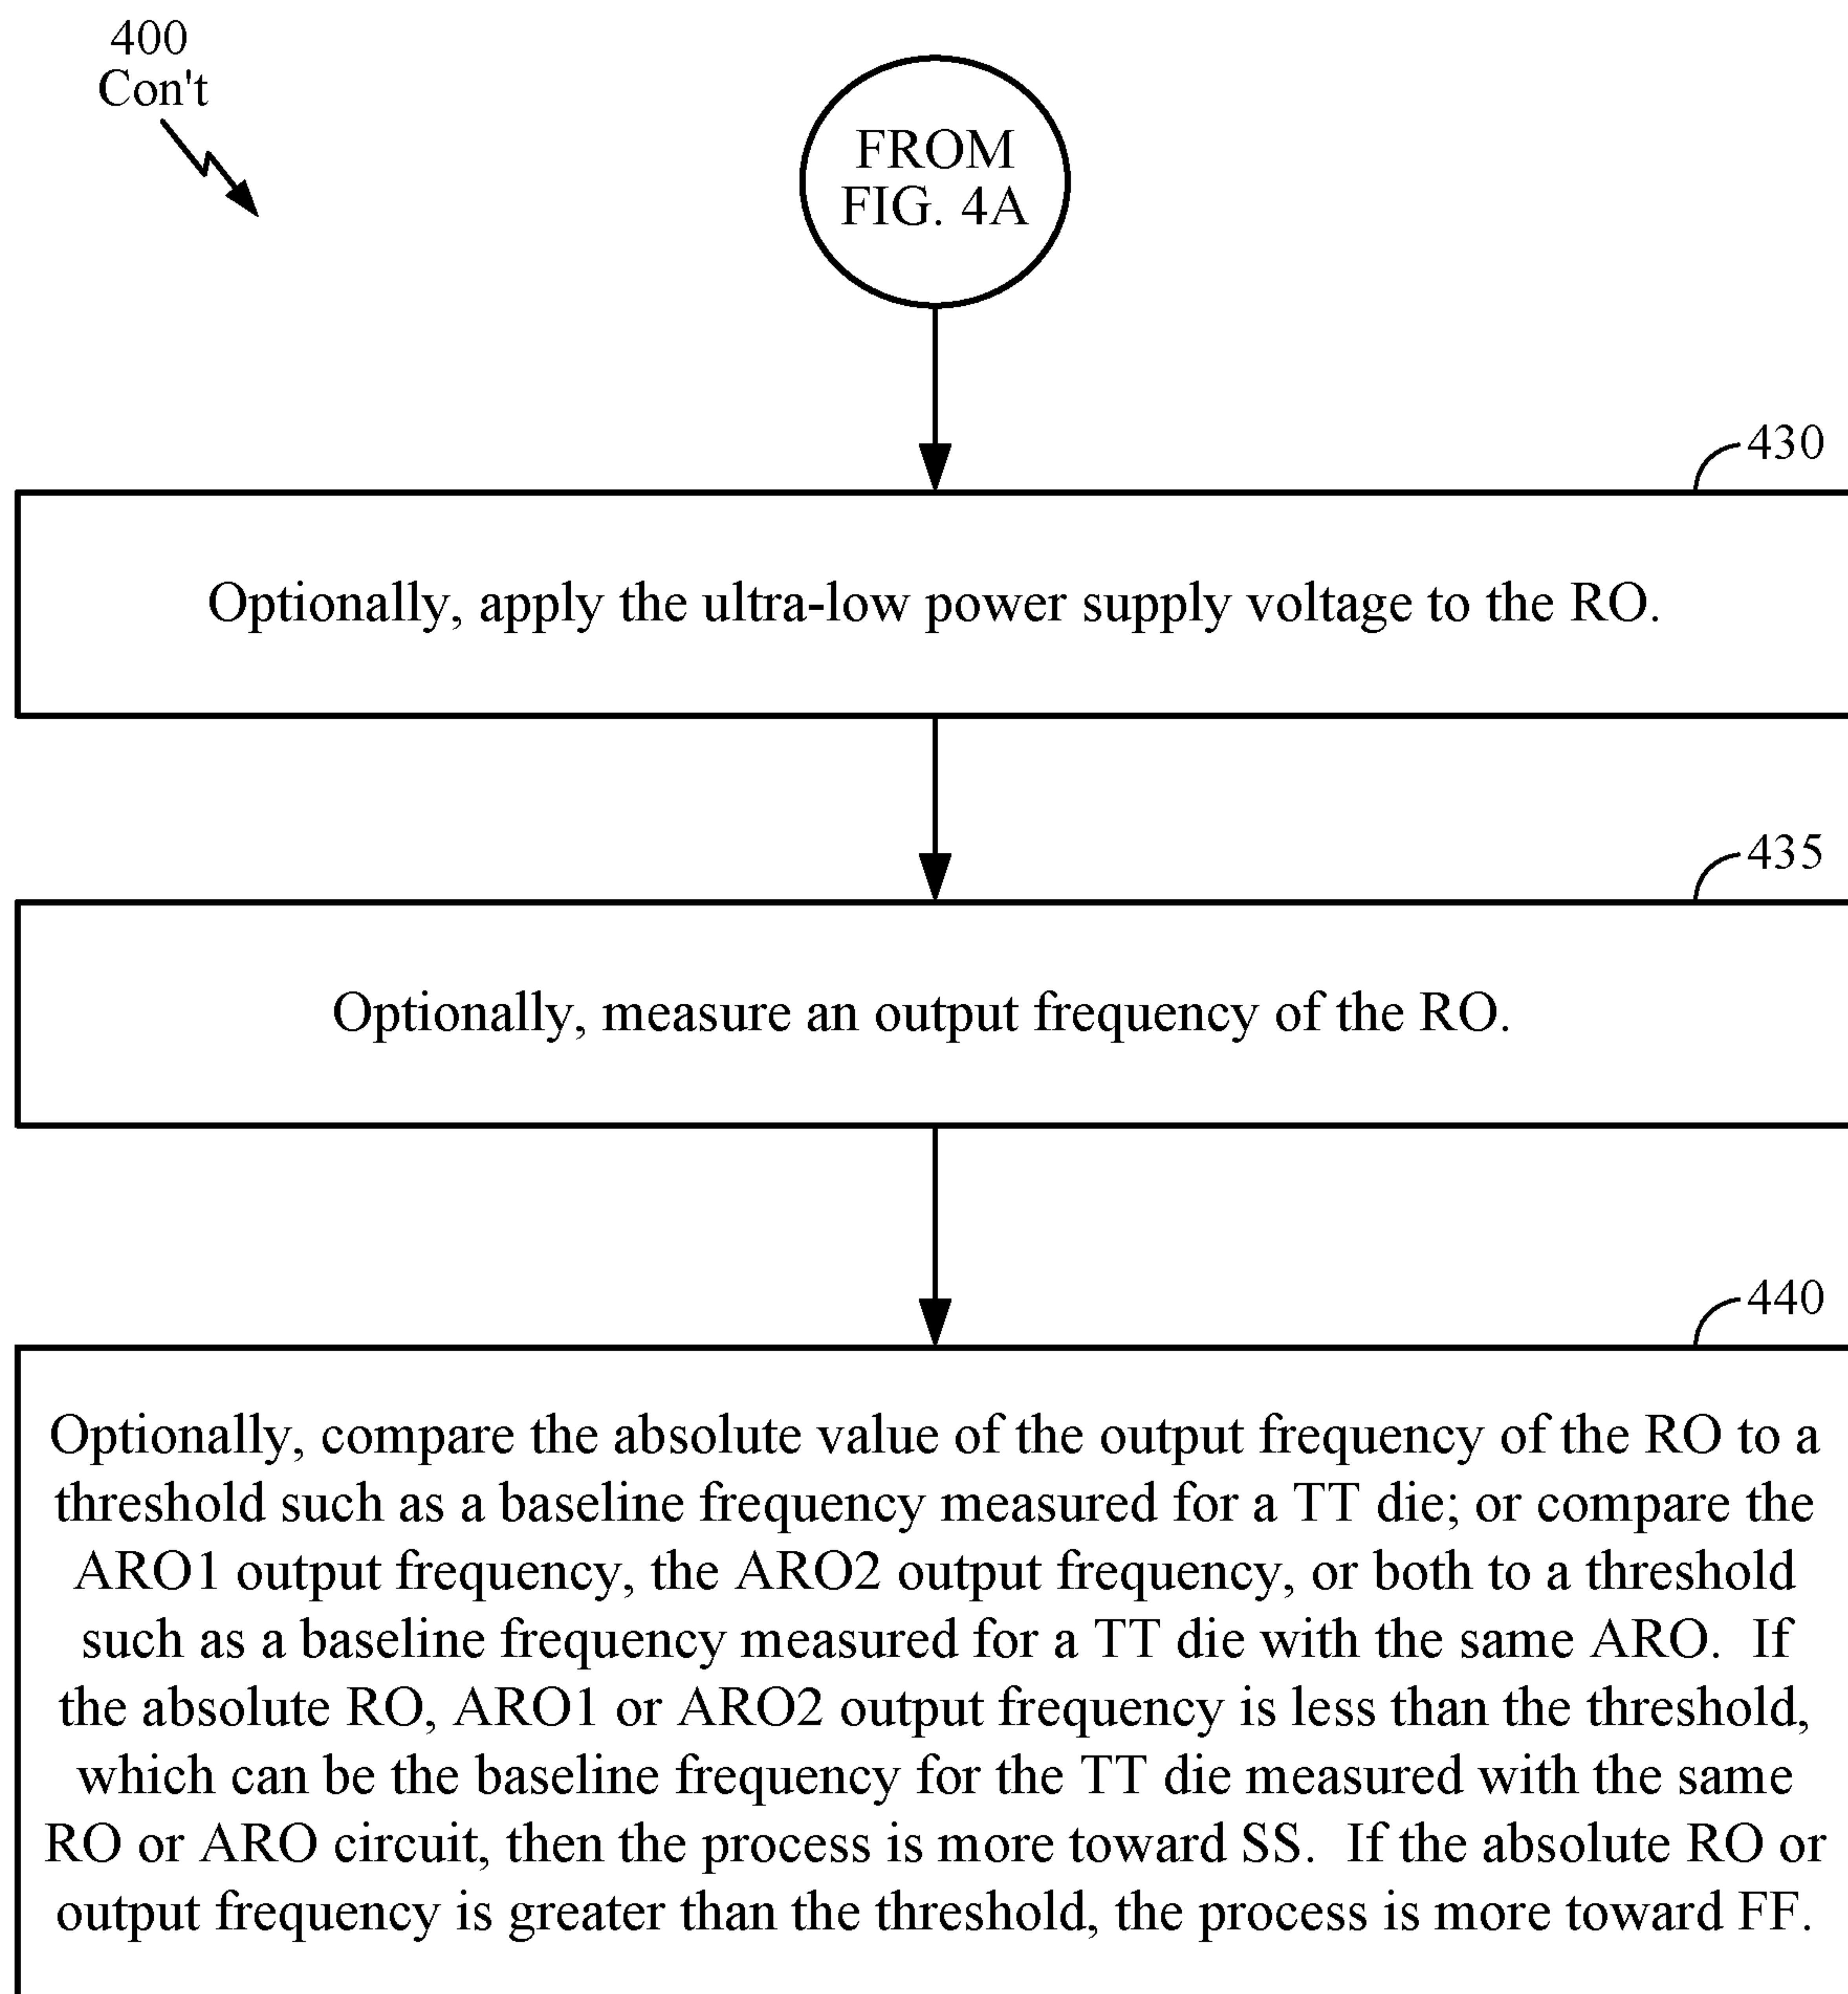 400
Con't
FROM
FIG. 4A
430
Optionally, apply the ultra-low power supply voltage to the RO.
435
Optionally, measure an output frequency of the RO.
440
Optionally, compare the absolute value of the output frequency of the RO to a
threshold such as a baseline frequency measured for a TT die; or compare the
ARO1 output frequency, the ARO2 output frequency, or both to a threshold
such as a baseline frequency measured for a TT die with the same ARO.  If
the absolute RO, ARO1 or ARO2 output frequency is less than the threshold,
which can be the baseline frequency for the TT die measured with the same
RO or ARO circuit, then the process is more toward SS.  If the absolute RO or
output frequency is greater than the threshold, the process is more toward FF.